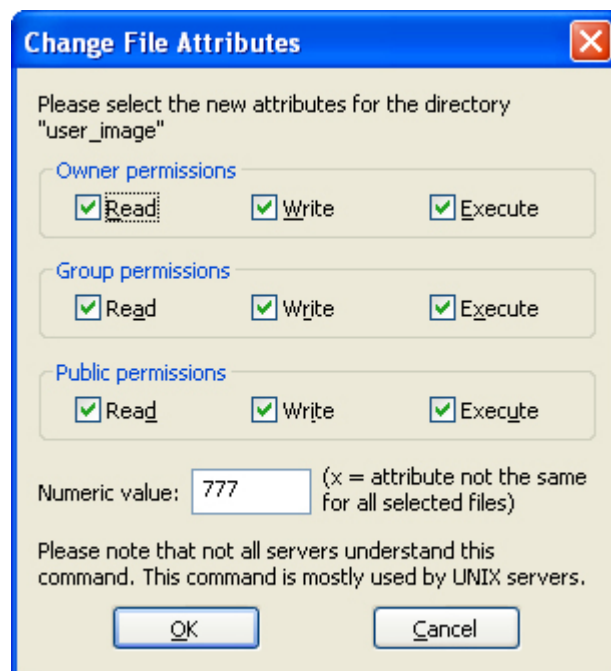 Change File Attributes
Please select the new attributes for the directory
"user_image"
Owner permissions
Read Write Execute
Group permissions
Read Write Execute
Public permissions
Read Write Execute
Numeric value: 777 (x = attribute not the same
for all selected files)
Please note that not all servers understand this
command. This command is mostly used by UNIX servers.
OK Cancel